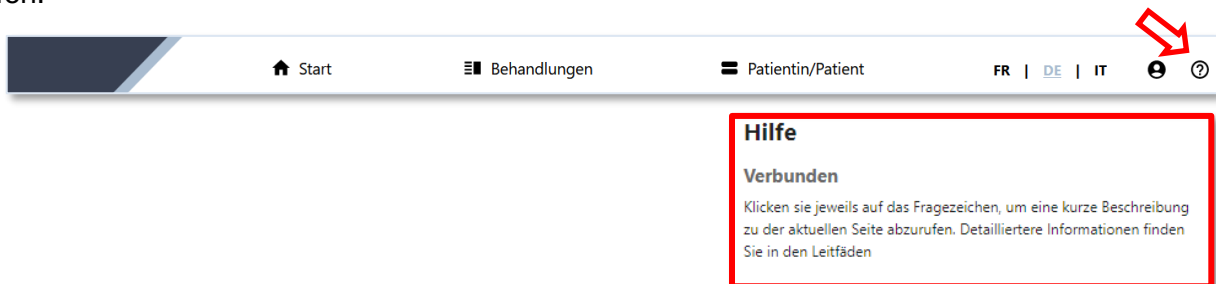 Start Behandlungen Patientin/Patient FR | DE | IT
Hilfe
Verbunden
Klicken sie jeweils auf das Fragezeichen, um eine kurze Beschreibung
zu der aktuellen Seite abzurufen. Detailliertere Informationen finden
Sie in den Leitfäden